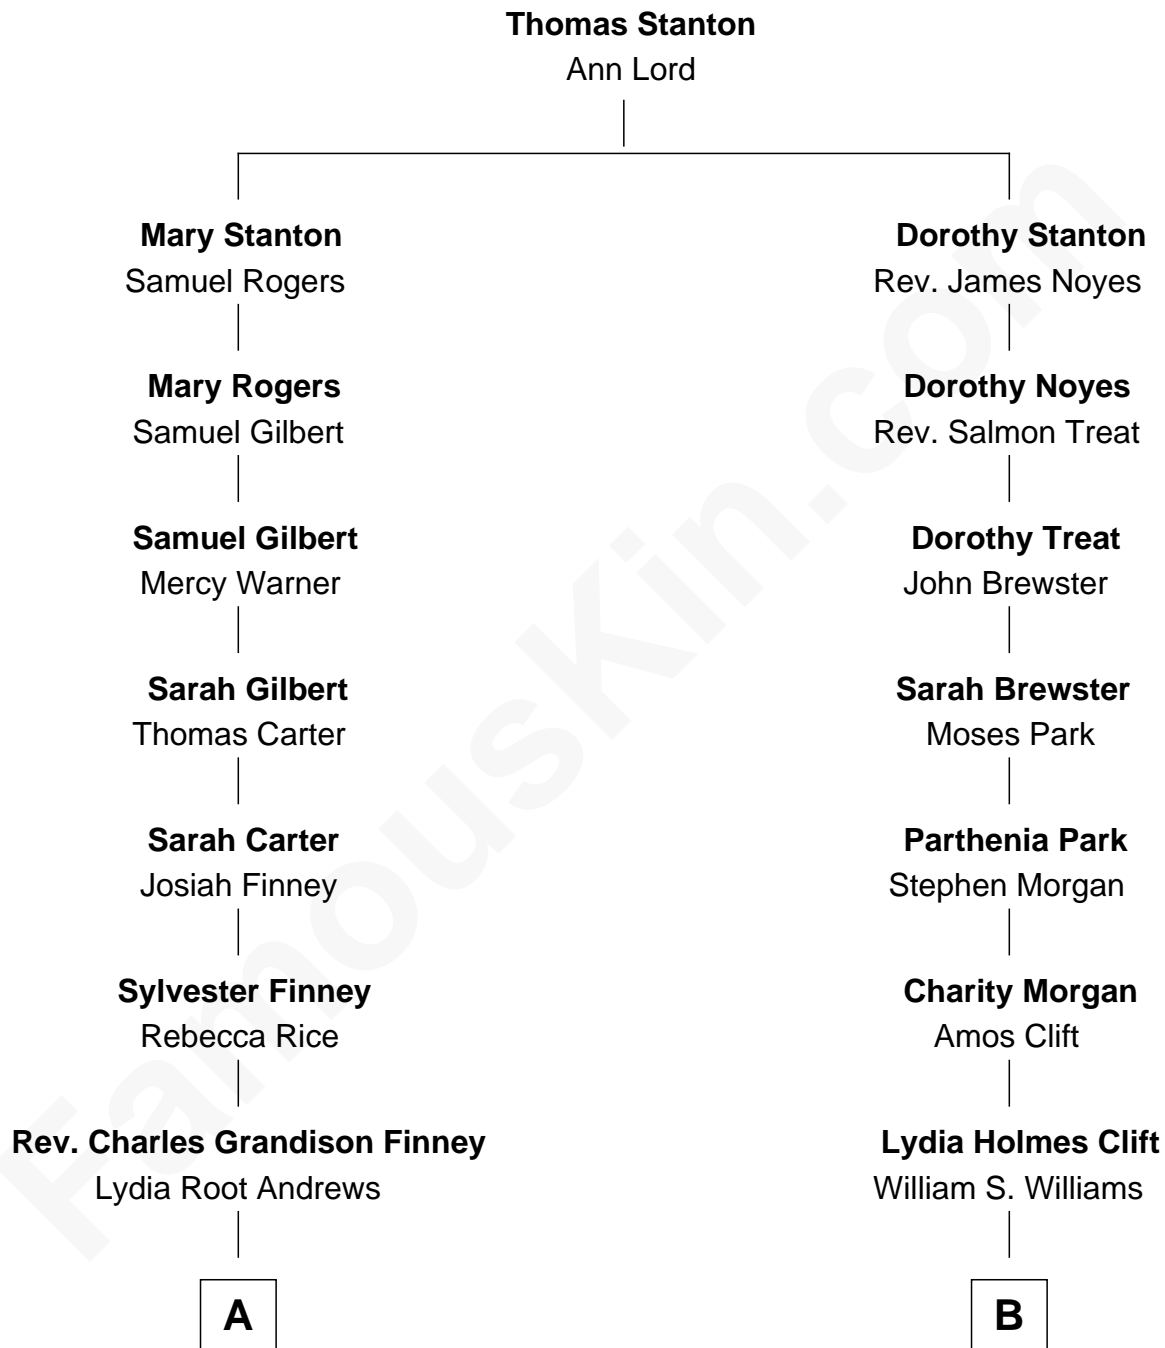 Thomas Stanton
Ann Lord
Mary Stanton
Samuel Rogers
Dorothy Stanton
Rev. James Noyes
Mary Rogers
Samuel Gilbert
Dorothy Noyes
Rev. Salmon Treat
Samuel Gilbert
Mercy Warner
Dorothy Treat
John Brewster
Sarah Gilbert
Thomas Carter
Sarah Brewster
Moses Park
Sarah Carter
Josiah Finney
Parthenia Park
Stephen Morgan
Sylvester Finney
Rebecca Rice
Charity Morgan
Amos Clift
Rev. Charles Grandison Finney
Lydia Root Andrews
Lydia Holmes Clift
William S. Williams
A
B
FamousKin.com